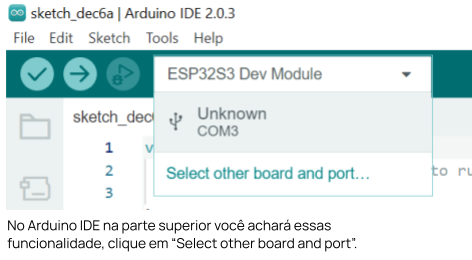 sketch_dec6a | Arduino IDE 2.0.3
File Edit Sketch Tools Help
ESP32S3 Dev Module
sketch_dec
Unknown
COM3
1 v
2 to ru
3
Select other board and port...
No Arduino IDE na parte superior você achará essas
funcionalidade, clique em “Select other board and port”.